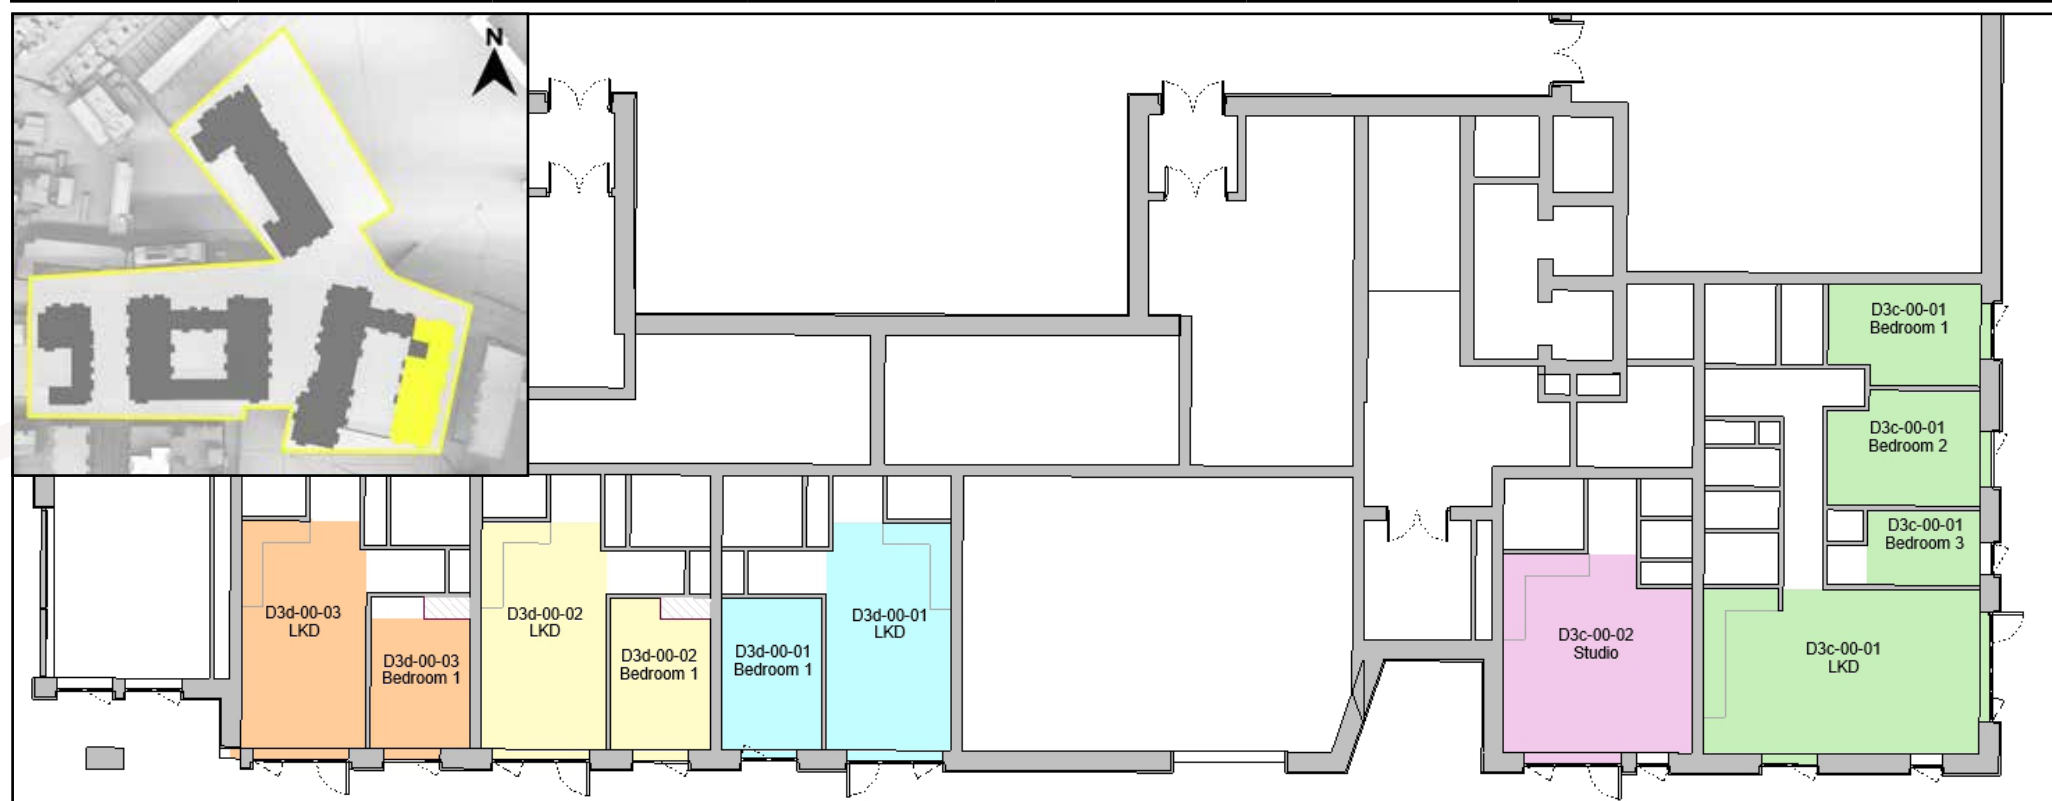 N
D3c-00-01
Bedroom 1
D3c-00-01
Bedroom 2
D3c-00-01
Bedroom 3
D3d-00-03
LKD
D3d-00-03
Bedroom 1
D3d-00-02
LKD
D3d-00-02
Bedroom 1
D3d-00-01
Bedroom 1
D3d-00-01
LKD
D3c-00-02
Studio
D3c-00-01
LKD